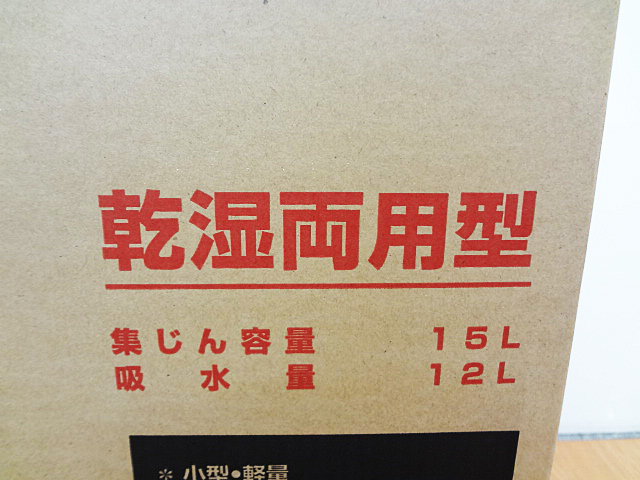 乾湿両用型
集じん容量 15L
吸水量 12L
※ 小型・軽量